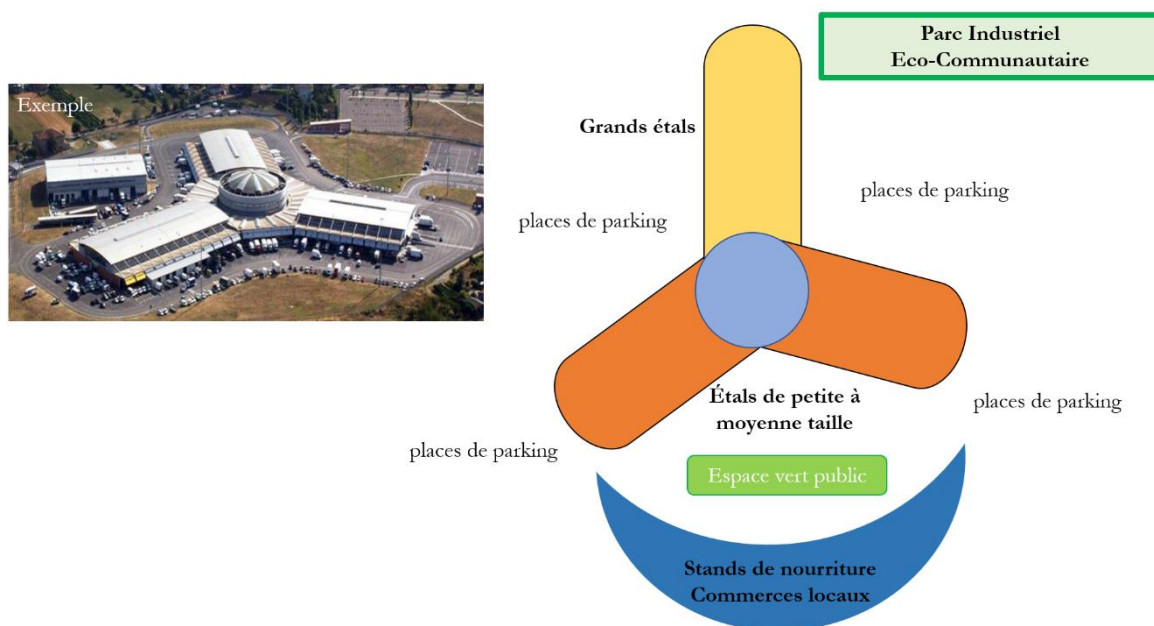 Parc Industriel
Eco-Communautaire
Exemple
Grands étals
places de parking
places de parking
Étals de petite à
moyenne taille
places de parking
places de parking
Espace vert public
Stands de nourriture
Commerces locaux